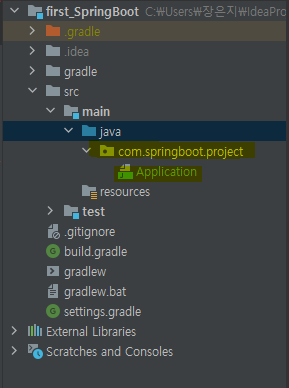 first_SpringBoot C:\Users\장은지\IdeaPro
.gradle
.idea
gradle
src
main
java
com.springboot.project
Application
resources
test
.gitignore
build.gradle
gradlew
gradlew.bat
settings.gradle
External Libraries
Scratches and Consoles